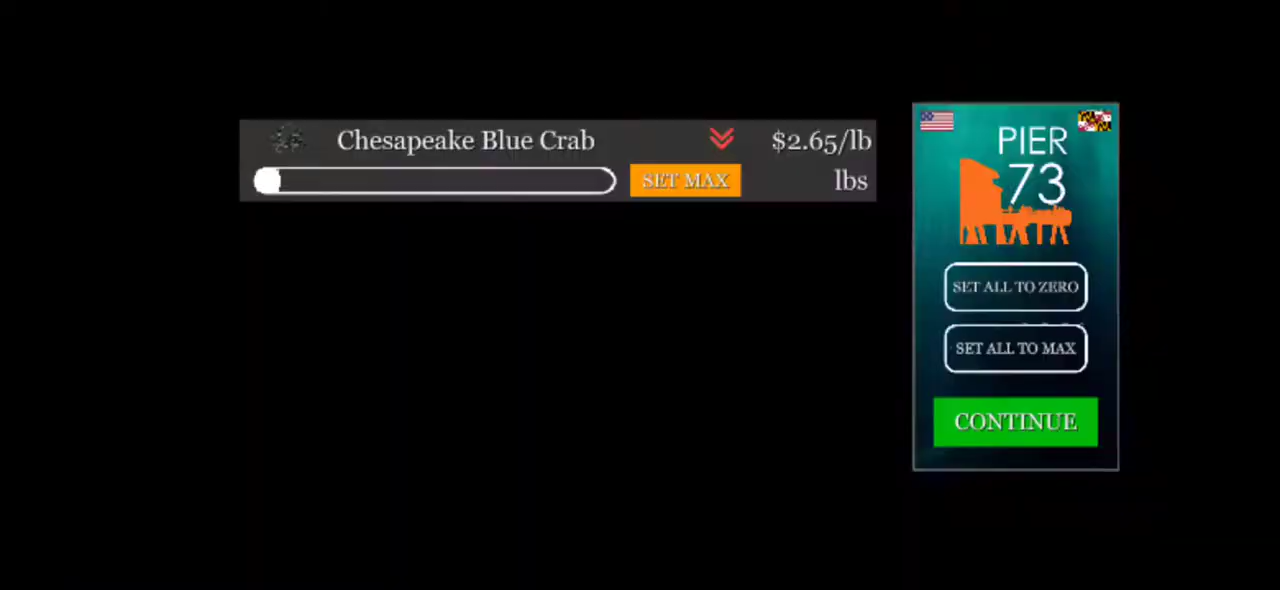 Chesapeake Blue Crab
$2.65/lb
SET MAX
lbs
PIER
73
SET ALL TO ZERO
SET ALL TO MAX
CONTINUE